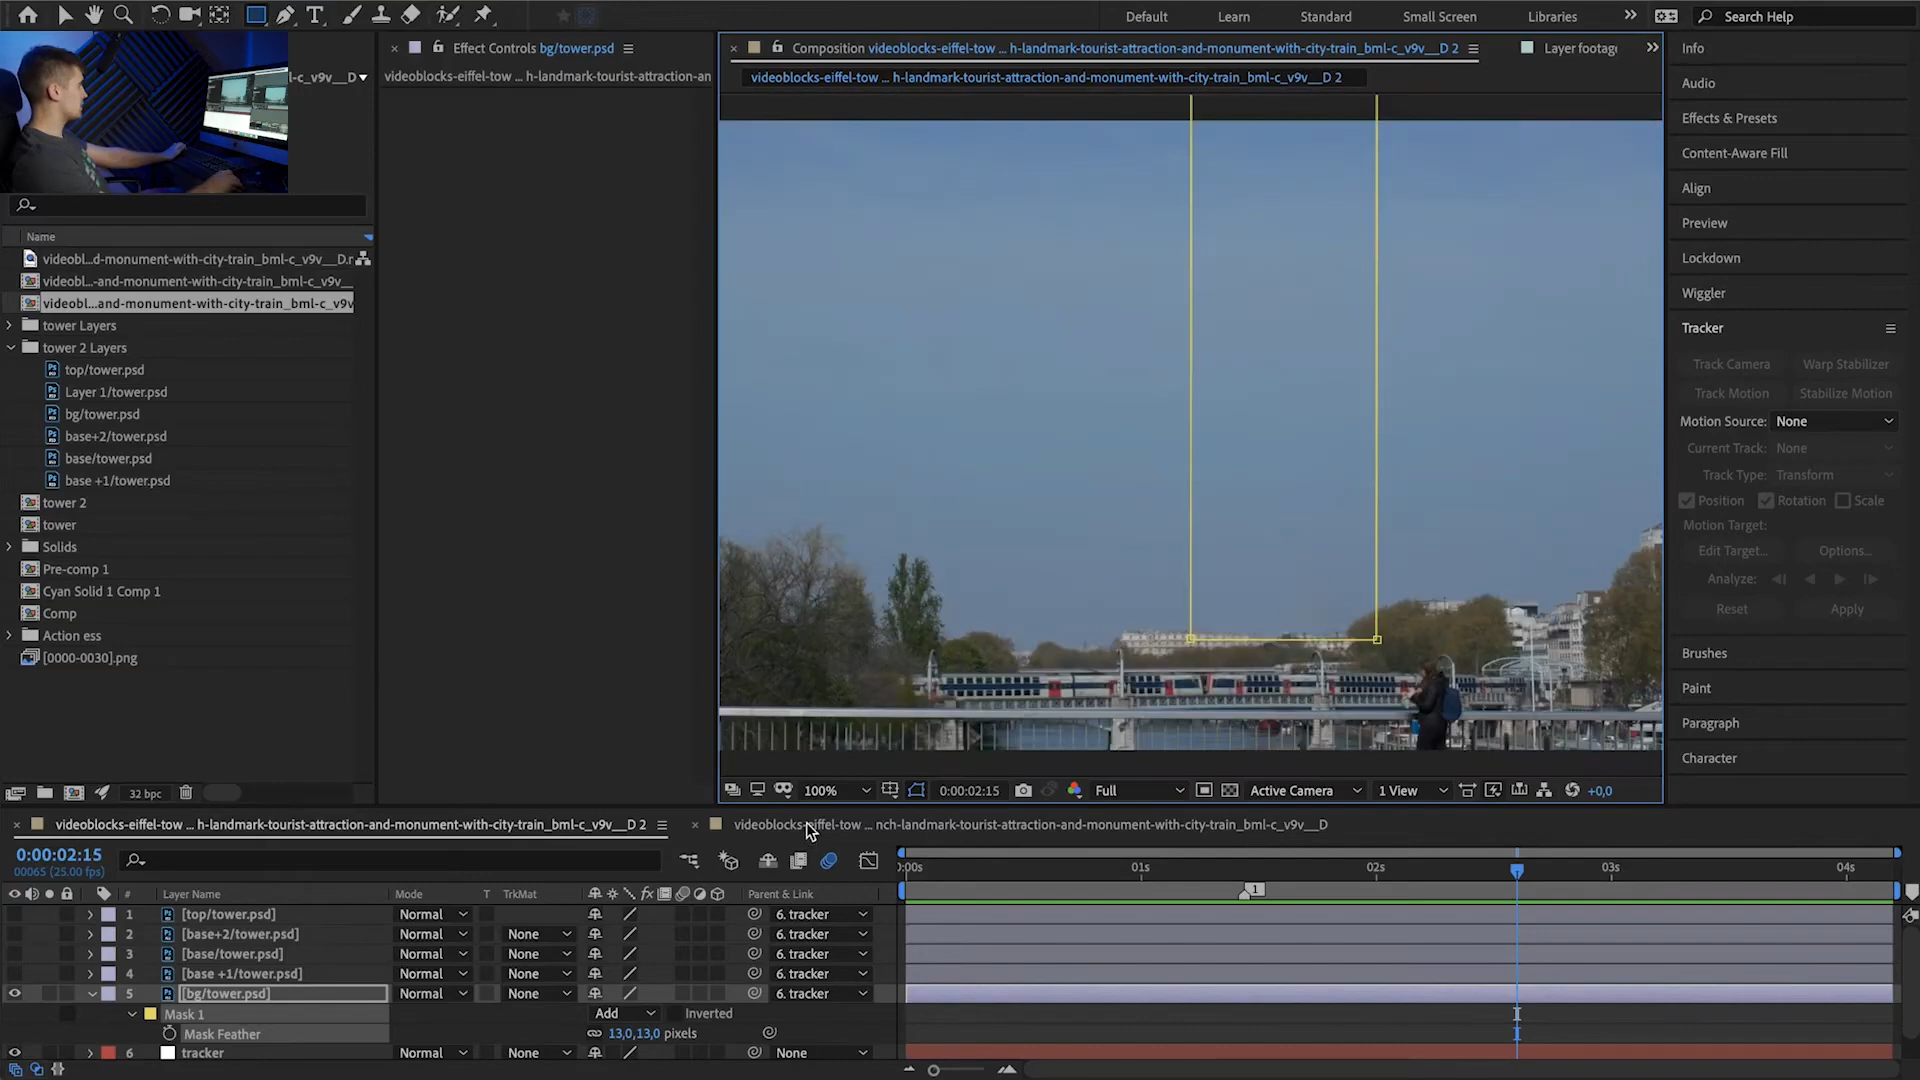 Default
Learn
Standard
Small Screen
Libraries
Search Help
l-c_v9v__D
Effect Controls bg/tower.psd
videoblocks-eiffel-tow ... h-landmark-tourist-attraction-an
Composition videoblocks-eiffel-tow ... h-landmark-tourist-attraction-and-monument-with-city-train_bml-c_v9v__D 2
Layer footage
videoblocks-eiffel-tow ... h-landmark-tourist-attraction-and-monument-with-city-train_bml-c_v9v__D 2
Name
videobl...d-monument-with-city-train_bml-c_v9v__D.r
videobl...-and-monument-with-city-train_bml-c_v9v__
videobl...and-monument-with-city-train_bml-c_v9v
tower Layers
tower 2 Layers
top/tower.psd
Layer 1/tower.psd
bg/tower.psd
base+2/tower.psd
base/tower.psd
base +1/tower.psd
tower 2
tower
Solids
Pre-comp 1
Cyan Solid 1 Comp 1
Comp
Action ess
[0000-0030].png
32 bpc
100%
0:00:02:15
Full
Active Camera
1 View
+0,0
Info
Audio
Effects & Presets
Content-Aware Fill
Align
Preview
Lockdown
Wiggler
Tracker
Track Camera
Warp Stabilizer
Track Motion
Stabilize Motion
Motion Source: None
Current Track: None
Track Type: Transform
Position
Rotation
Scale
Motion Target:
Edit Target...
Options...
Analyze:
Reset
Apply
Brushes
Paint
Paragraph
Character
videoblocks-eiffel-tow ... h-landmark-tourist-attraction-and-monument-with-city-train_bml-c_v9v__D 2
videoblocks-eiffel-tow ... nch-landmark-tourist-attraction-and-monument-with-city-train_bml-c_v9v__D
0:00:02:15
00065 (25.00 fps)
:00s
01s
02s
03s
04s
1
# Layer Name Mode T TrkMat fx Parent & Link
1 [top/tower.psd] Normal 6. tracker
2 [base+2/tower.psd] Normal None 6. tracker
3 [base/tower.psd] Normal None 6. tracker
4 [base +1/tower.psd] Normal None 6. tracker
5 [bg/tower.psd] Normal None 6. tracker
Mask 1 Add Inverted
Mask Feather 13,0,13,0 pixels
6 tracker Normal None None